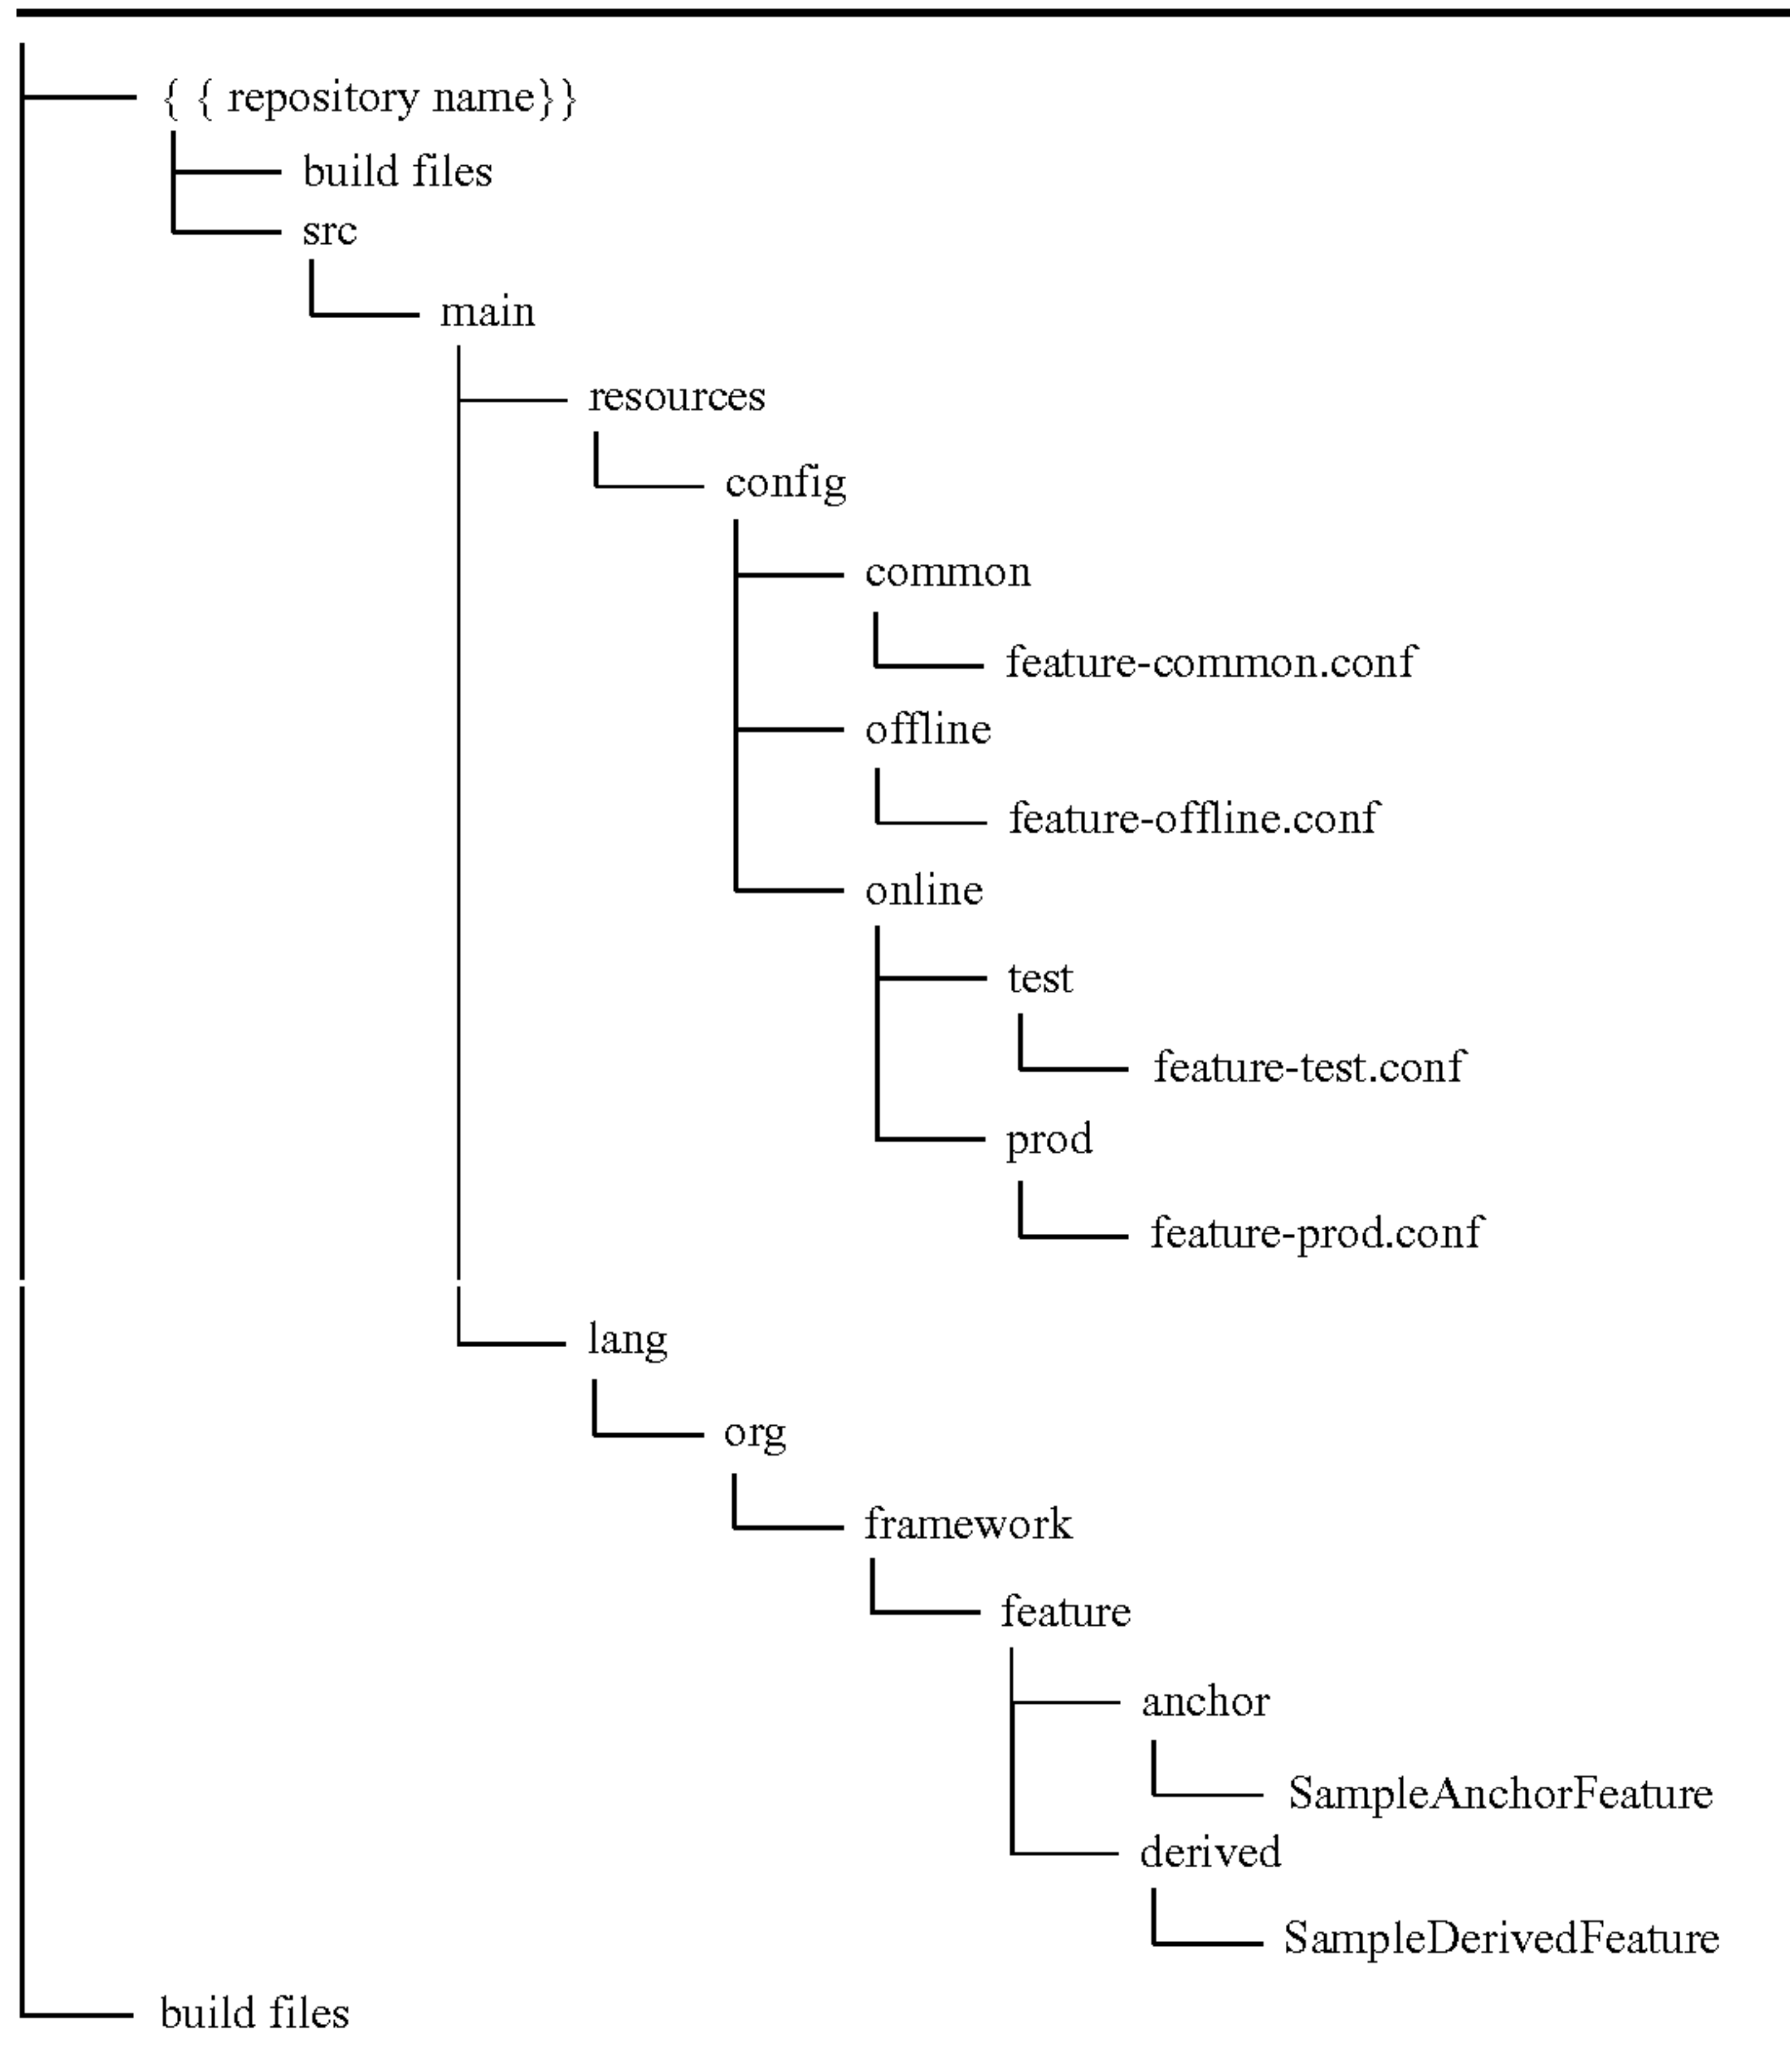 { { repository name}}
build files
src
main
resources
config
common
feature-common.conf
offline
feature-offline.conf
online
test
feature-test.conf
prod
feature-prod.conf
lang
org
framework
feature
anchor
SampleAnchorFeature
derived
SampleDerivedFeature
build files